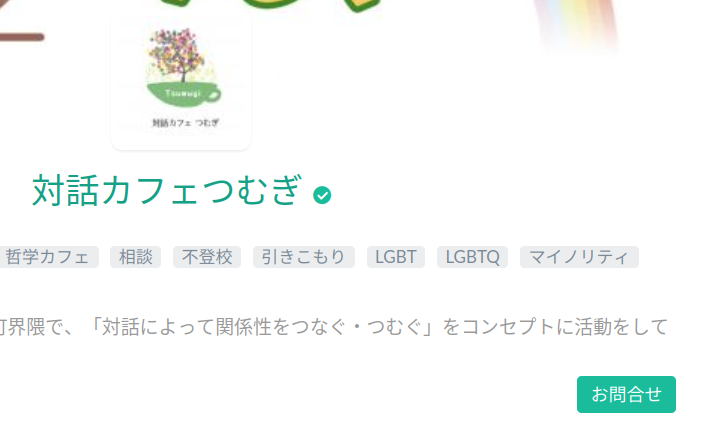 Tsumugi
対話カフェ つむぎ
対話カフェつむぎ
哲学カフェ 相談 不登校 引きこもり LGBT LGBTQ マイノリティ
町界隈で、「対話によって関係性をつなぐ・つむぐ」をコンセプトに活動をして
お問合せ